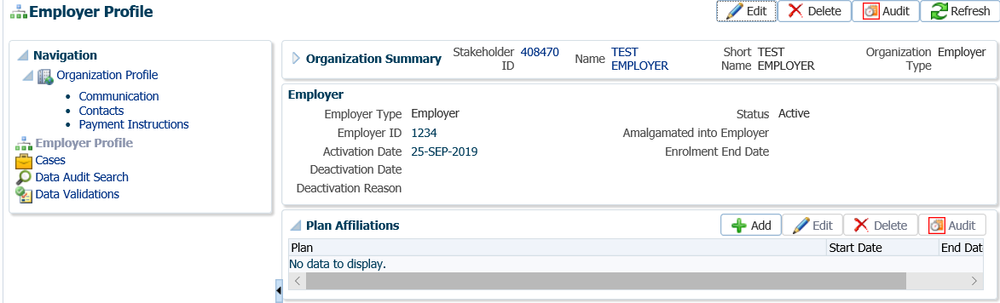 Employer Profile
Edit Delete Audit Refresh
Navigation
Organization Profile
• Communication
• Contacts
• Payment Instructions
Employer Profile
Cases
Data Audit Search
Data Validations
Organization Summary Stakeholder ID 408470 Name TEST EMPLOYER Short Name TEST EMPLOYER Organization Type Employer
Employer
Employer Type Employer Status Active
Employer ID 1234 Amalgamated into Employer
Activation Date 25-SEP-2019 Enrolment End Date
Deactivation Date
Deactivation Reason
Plan Affiliations Add Edit Delete Audit
Plan Start Date End Dat
No data to display.